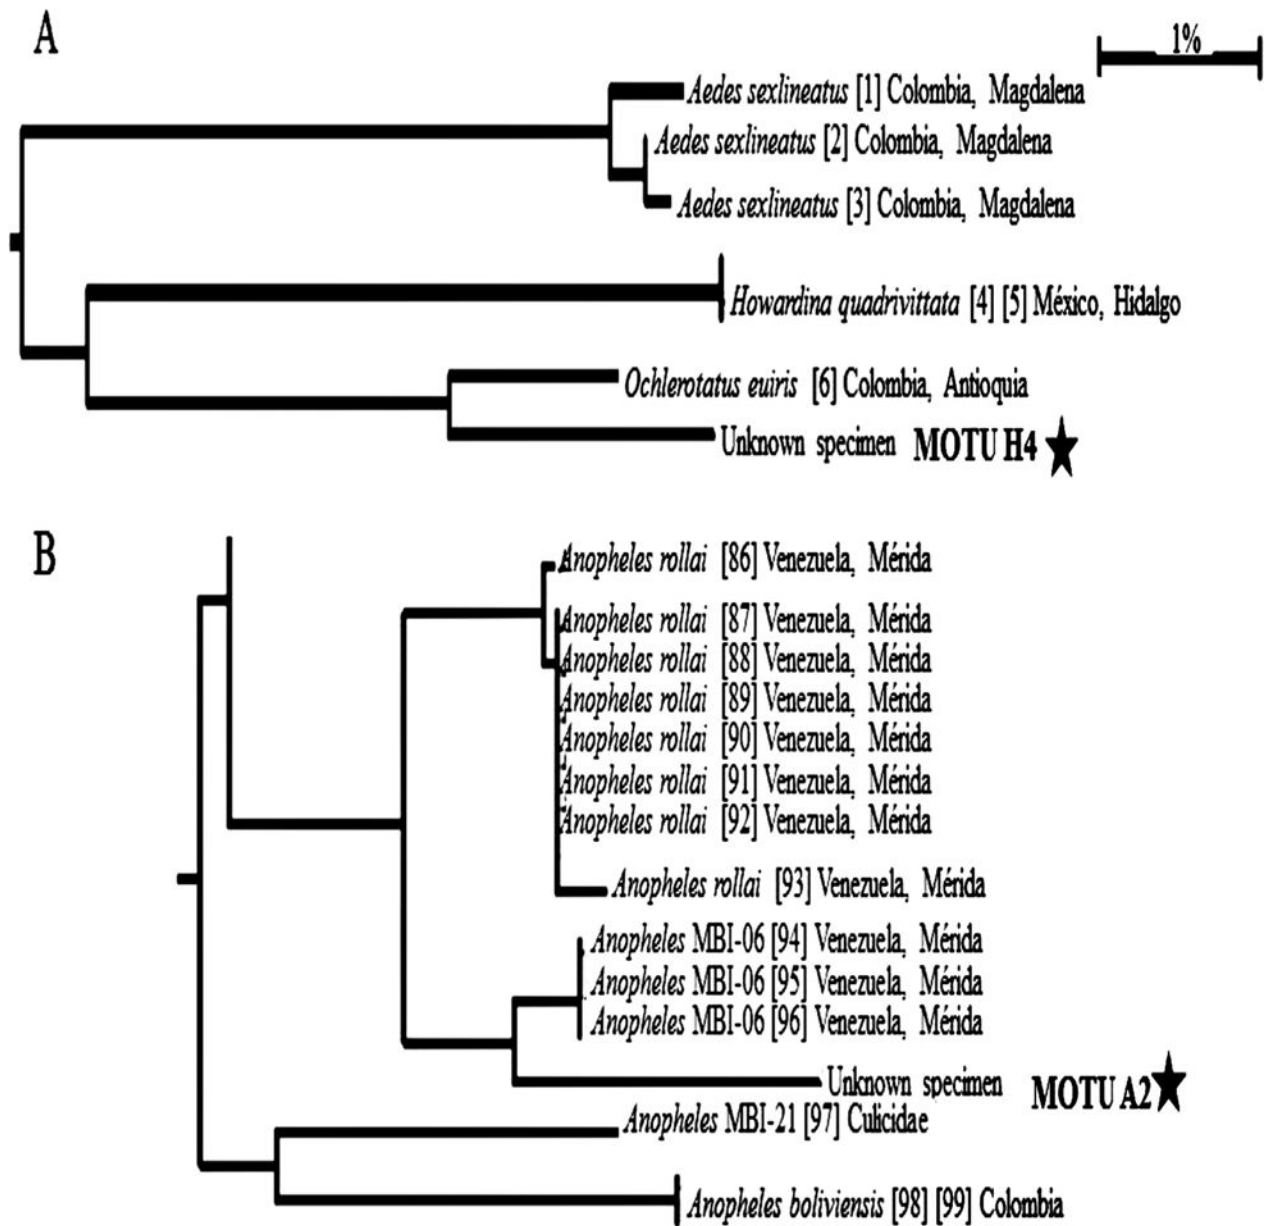 A
1%
Aedes sexlineatus [1] Colombia, Magdalena
Aedes sexlineatus [2] Colombia, Magdalena
Aedes sexlineatus [3] Colombia, Magdalena
Howardina quadrivittata [4] [5] México, Hidalgo
Ochlerotatus euiris [6] Colombia, Antioquia
Unknown specimen MOTU H4
B
Anopheles rollai [86] Venezuela, Mérida
Anopheles rollai [87] Venezuela, Mérida
Anopheles rollai [88] Venezuela, Mérida
Anopheles rollai [89] Venezuela, Mérida
Anopheles rollai [90] Venezuela, Mérida
Anopheles rollai [91] Venezuela, Mérida
Anopheles rollai [92] Venezuela, Mérida
Anopheles rollai [93] Venezuela, Mérida
Anopheles MBI-06 [94] Venezuela, Mérida
Anopheles MBI-06 [95] Venezuela, Mérida
Anopheles MBI-06 [96] Venezuela, Mérida
Unknown specimen MOTU A2
Anopheles MBI-21 [97] Culicidae
Anopheles boliviensis [98] [99] Colombia